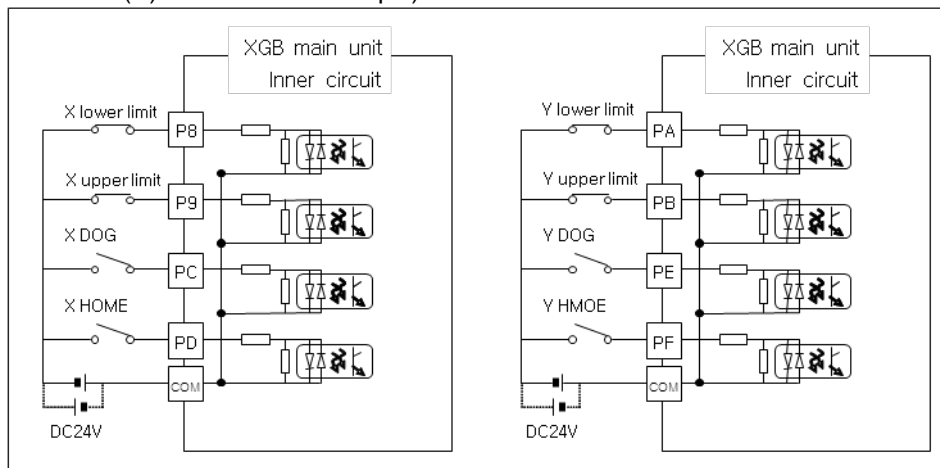 XGB main unit
Inner circuit
X lower limit
P8
X upper limit
P9
X DOG
PC
X HOME
PD
COM
DC24V
XGB main unit
Inner circuit
Y lower limit
PA
Y upper limit
PB
Y DOG
PE
Y HMOE
PF
COM
DC24V